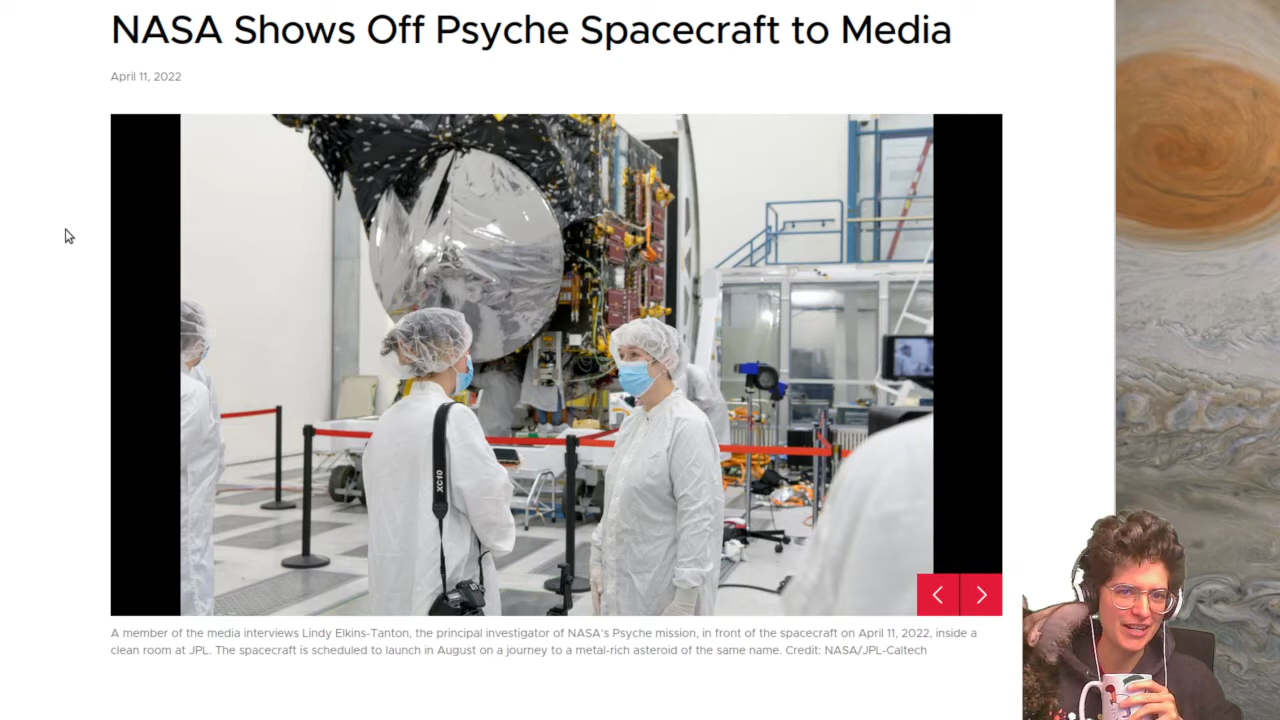 NASA Shows Off Psyche Spacecraft to Media
April 11, 2022
XC10
A member of the media interviews Lindy Elkins-Tanton, the principal investigator of NASA's Psyche mission, in front of the spacecraft on April 11, 2022, inside a
clean room at JPL. The spacecraft is scheduled to launch in August on a journey to a metal-rich asteroid of the same name. Credit: NASA/JPL-Caltech